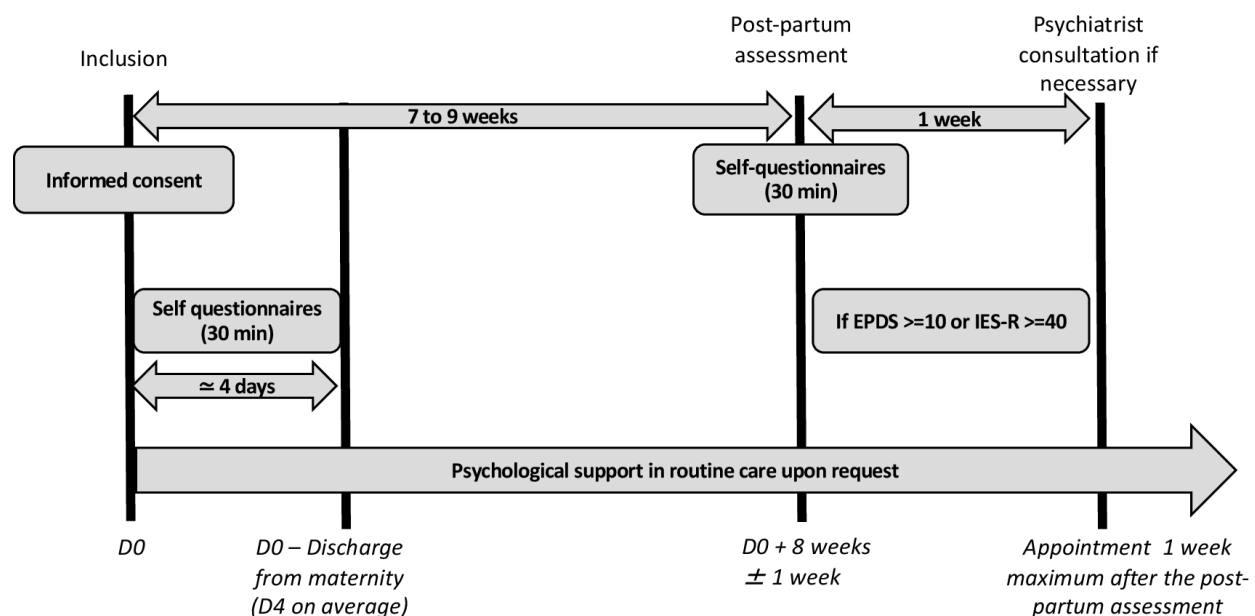 Inclusion
Post-partum
assessment
Psychiatrist
consultation if
necessary
7 to 9 weeks
1 week
Informed consent
Self-questionnaires
(30 min)
Self questionnaires
(30 min)
If EPDS >=10 or IES-R >=40
≃ 4 days
Psychological support in routine care upon request
D0
D0 – Discharge
from maternity
(D4 on average)
D0 + 8 weeks
± 1 week
Appointment 1 week
maximum after the post-
partum assessment